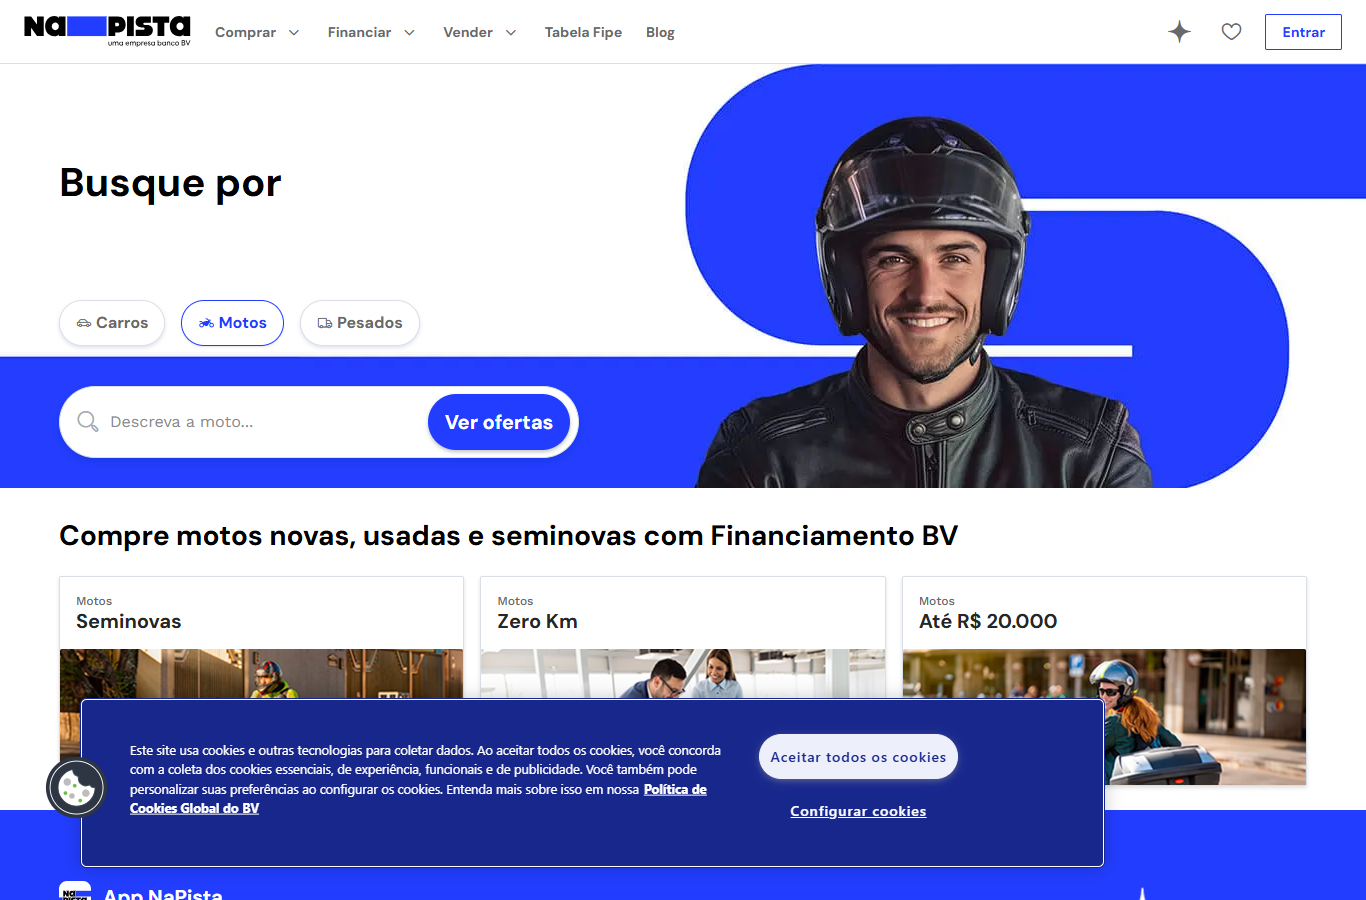 NaPISTA
uma empresa banco BV
Comprar
Financiar
Vender
Tabela Fipe
Blog
Entrar
Busque por
Carros
Motos
Pesados
Descreva a moto...
Ver ofertas
Compre motos novas, usadas e seminovas com Financiamento BV
Motos
Seminovas
Motos
Zero Km
Motos
Até R$ 20.000
Este site usa cookies e outras tecnologias para coletar dados. Ao aceitar todos os cookies, você concorda
com a coleta dos cookies essenciais, de experiência, funcionais e de publicidade. Você também pode
personalizar suas preferências ao configurar os cookies. Entenda mais sobre isso em nossa Política de
Cookies Global do BV
Aceitar todos os cookies
Configurar cookies
App NaPista